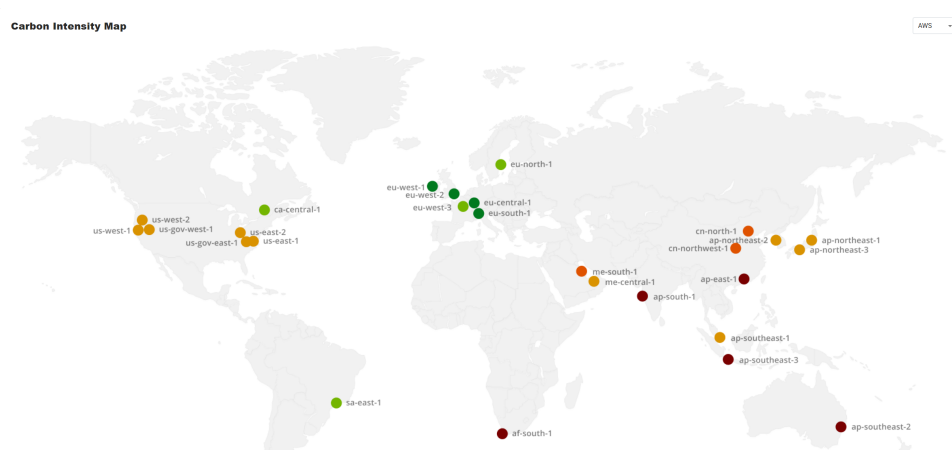 Carbon Intensity Map
AWS
eu-north-1
eu-west-1
eu-west-2
eu-central-1
eu-west-3
eu-south-1
ca-central-1
us-west-2
us-west-1
us-gov-west-1
us-east-2
us-gov-east-1
us-east-1
cn-north-1
ap-northeast-2
ap-northeast-1
cn-northwest-1
ap-northeast-3
me-south-1
me-central-1
ap-east-1
ap-south-1
ap-southeast-1
ap-southeast-3
sa-east-1
af-south-1
ap-southeast-2